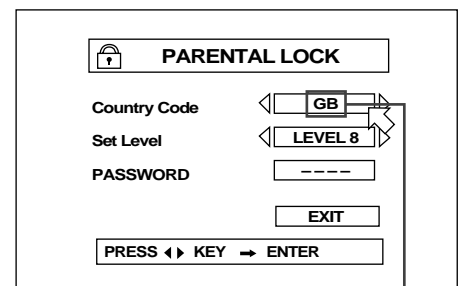 PARENTAL LOCK
Country Code GB
Set Level LEVEL 8
PASSWORD ----
EXIT
PRESS ◀ ▶ KEY → ENTER